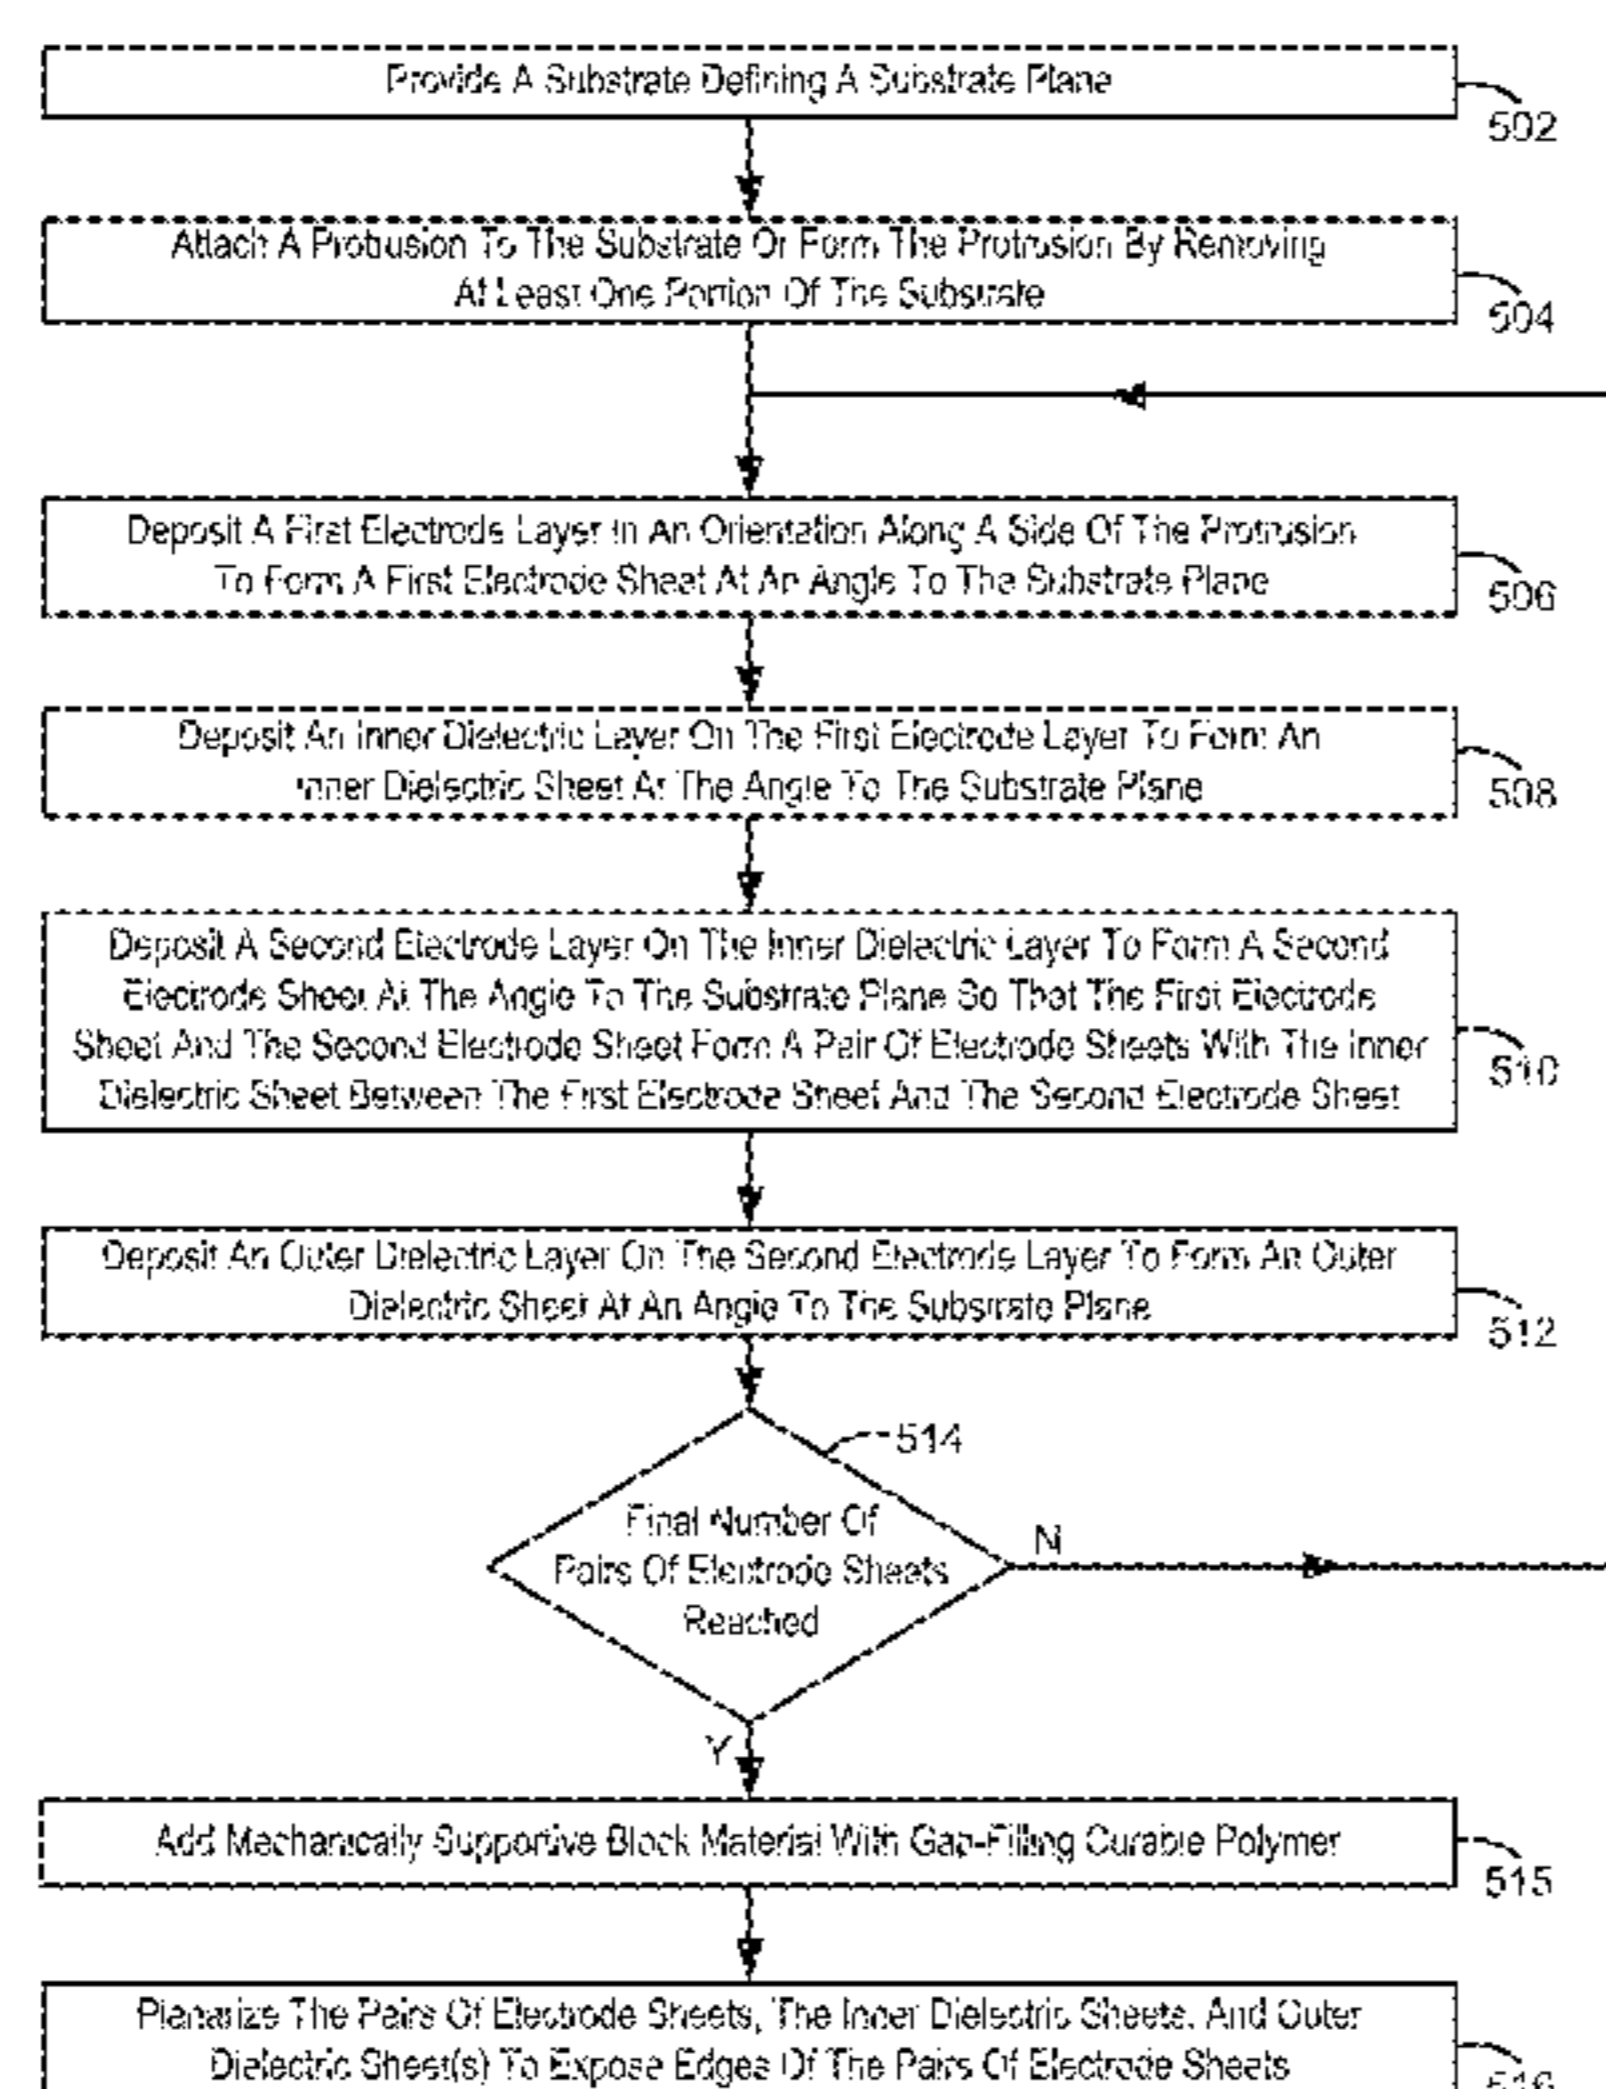 Provide A Substrate Defining A Substrate Plane
502
Attach A Protrusion To The Substrate Or Form The Protrusion By Removing
At Least One Portion Of The Substrate
504
Deposit A First Electrode Layer In An Orientation Along A Side Of The Protrusion
To Form A First Electrode Sheet At An Angle To The Substrate Plane
506
Deposit An Inner Dielectric Layer On The First Electrode Layer To Form An
Inner Dielectric Sheet At The Angle To The Substrate Plane
508
Deposit A Second Electrode Layer On The Inner Dielectric Layer To Form A Second
Electrode Sheet At The Angle To The Substrate Plane So That The First Electrode
Sheet And The Second Electrode Sheet Form A Pair Of Electrode Sheets With The Inner
Dielectric Sheet Between The First Electrode Sheet And The Second Electrode Sheet
510
Deposit An Outer Dielectric Layer On The Second Electrode Layer To Form An Outer
Dielectric Sheet At An Angle To The Substrate Plane
512
514
Final Number Of
Pairs Of Electrode Sheets
Reached
N
Y
Add Mechanically Supportive Block Material With Gap-Filling Curable Polymer
515
Planarize The Pairs Of Electrode Sheets, The Inner Dielectric Sheets, And Outer
Dielectric Sheet(s) To Expose Edges Of The Pairs Of Electrode Sheets
516